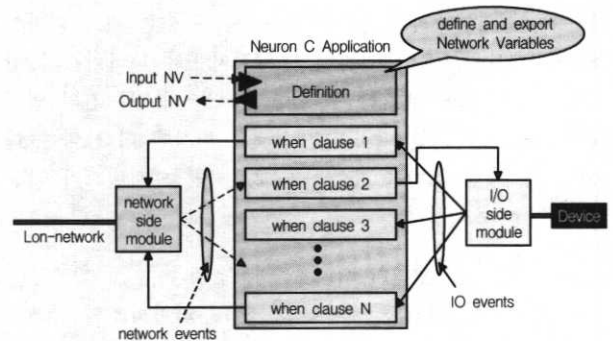 define and export
Network Variables
Neuron C Application
Input NV
Output NV
Definition
when clause 1
when clause 2
when clause 3
when clause N
network
side
module
Lon-network
network events
I/O
side
module
Device
IO events